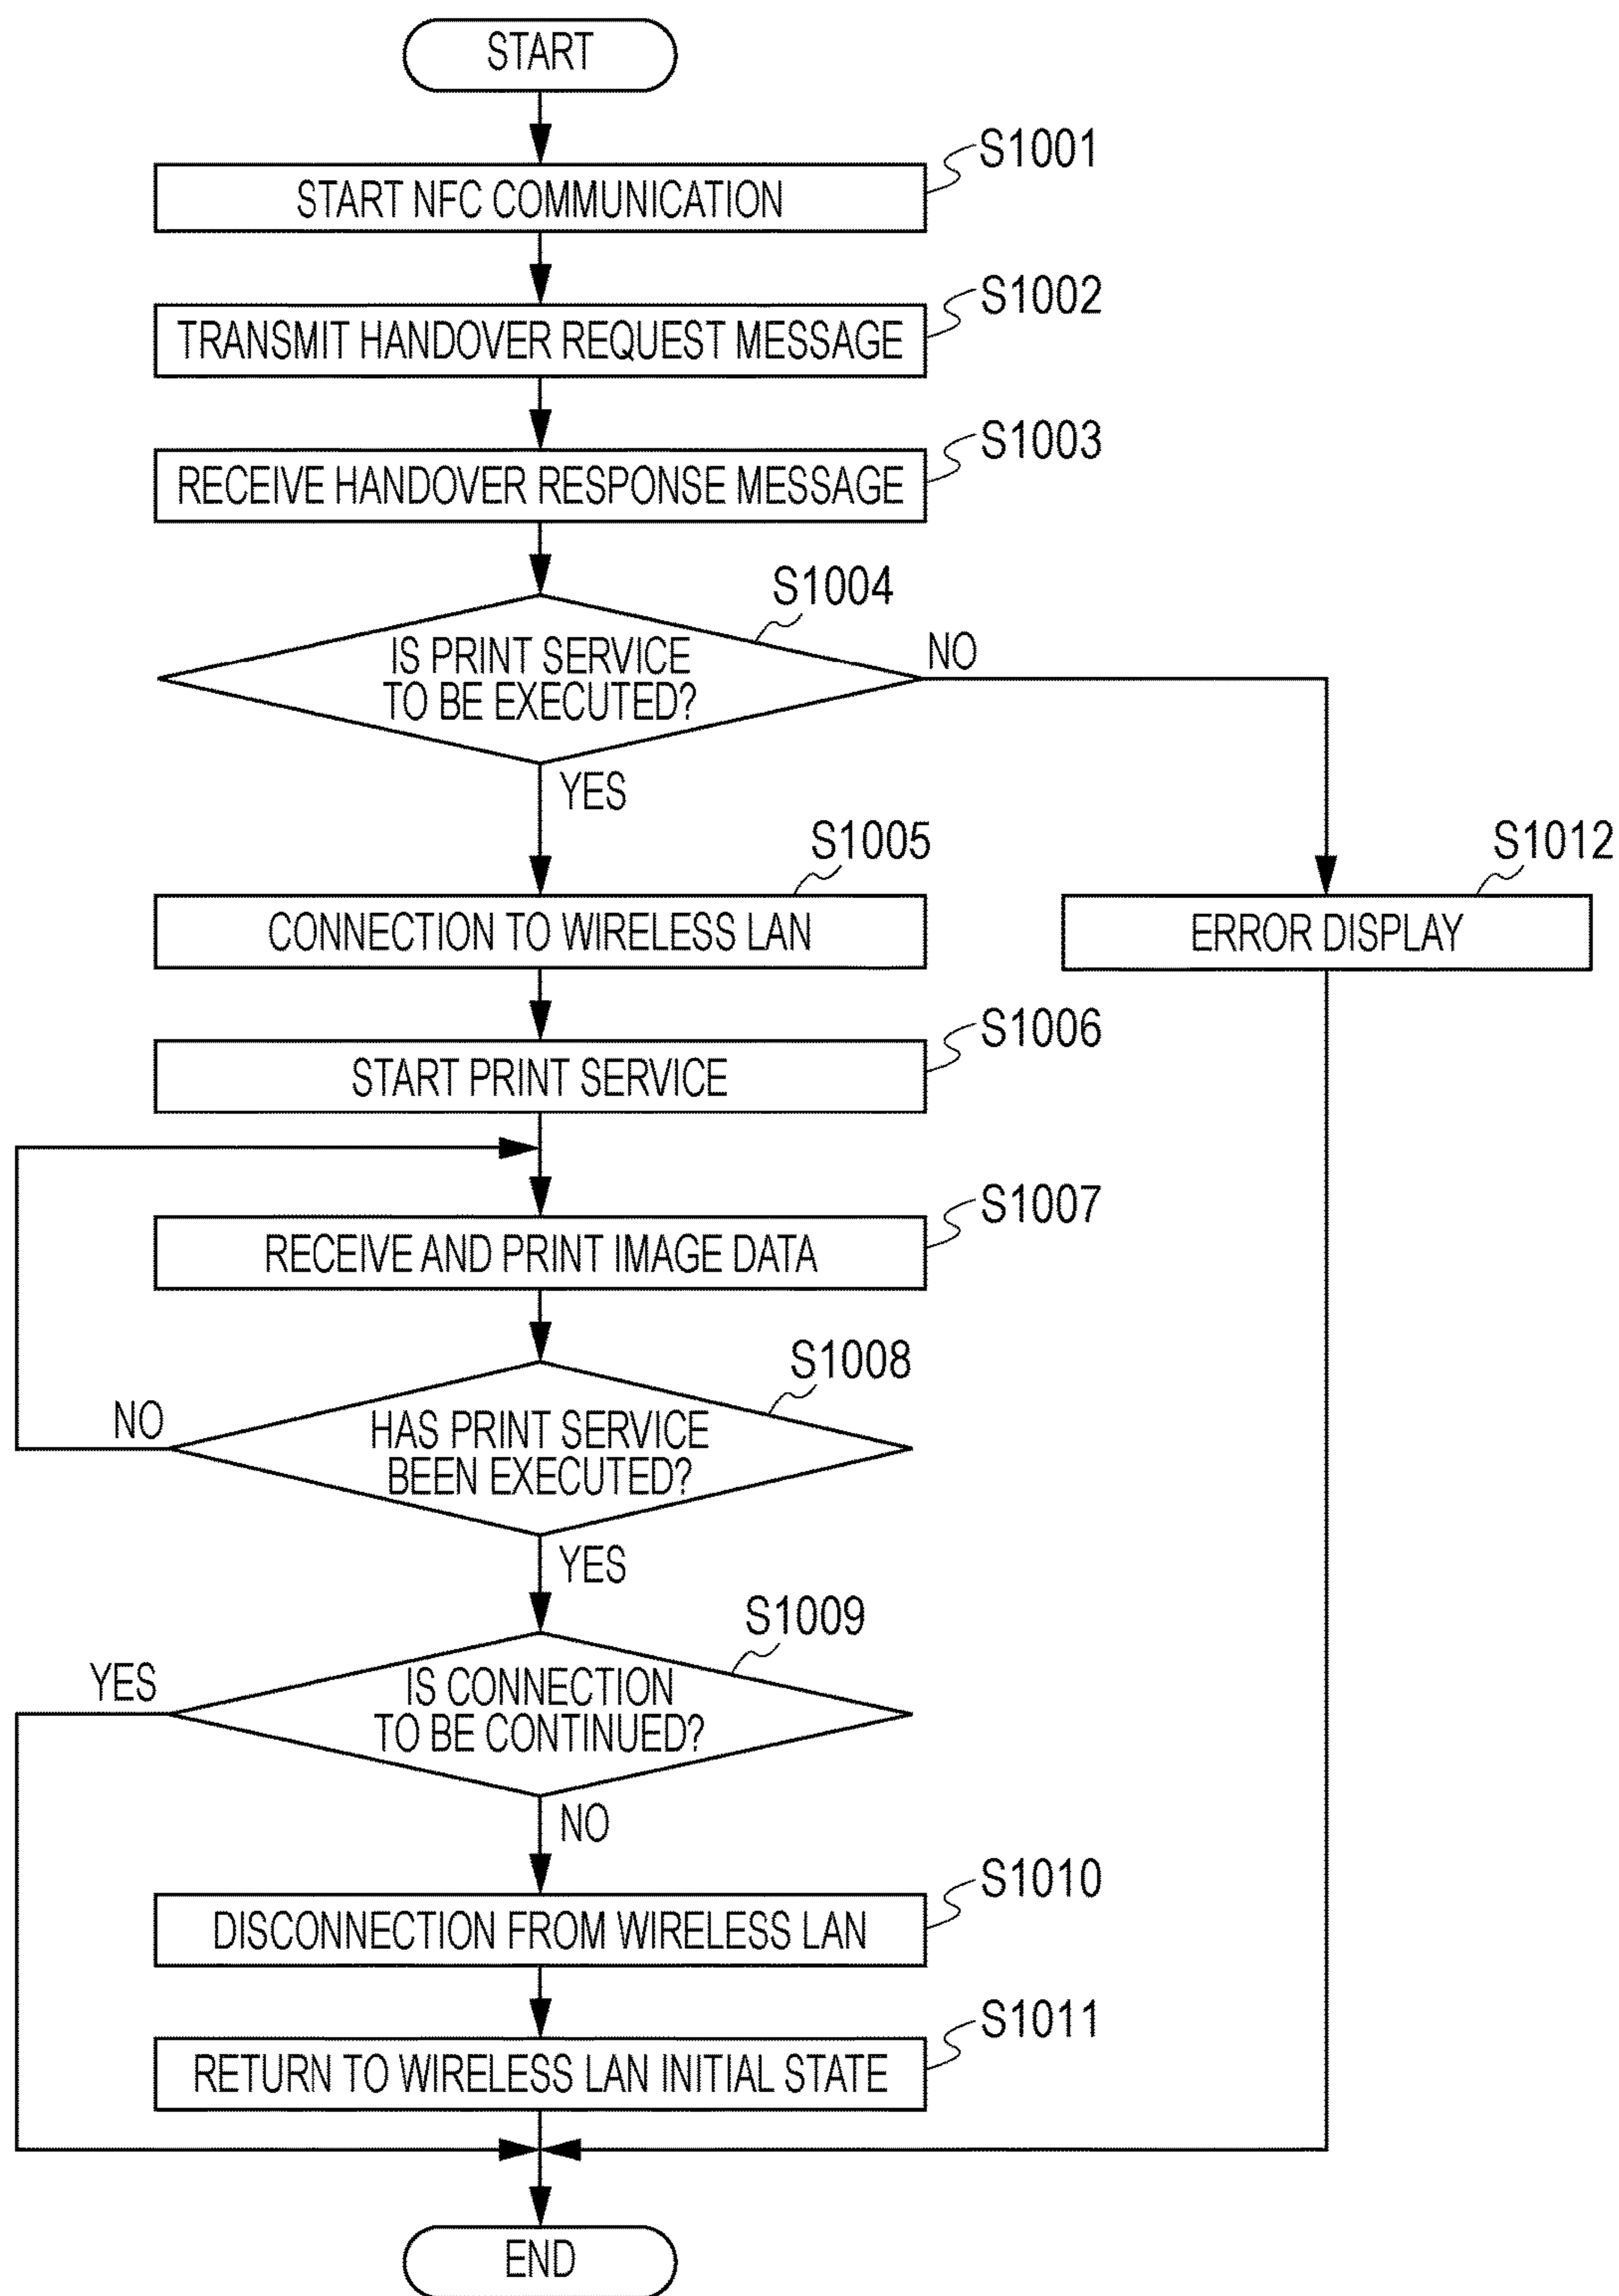 START
S1001
START NFC COMMUNICATION
S1002
TRANSMIT HANDOVER REQUEST MESSAGE
S1003
RECEIVE HANDOVER RESPONSE MESSAGE
S1004
IS PRINT SERVICE
TO BE EXECUTED?
NO
YES
S1005
CONNECTION TO WIRELESS LAN
S1012
ERROR DISPLAY
S1006
START PRINT SERVICE
S1007
RECEIVE AND PRINT IMAGE DATA
S1008
HAS PRINT SERVICE
BEEN EXECUTED?
NO
YES
S1009
IS CONNECTION
TO BE CONTINUED?
YES
NO
S1010
DISCONNECTION FROM WIRELESS LAN
S1011
RETURN TO WIRELESS LAN INITIAL STATE
END